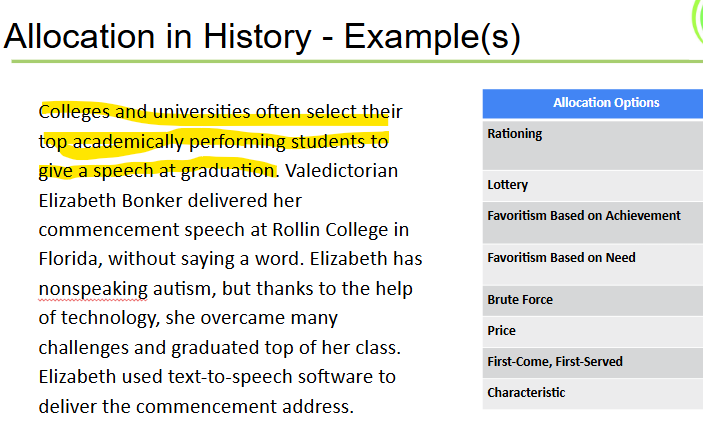 Allocation in History - Example(s)
Colleges and universities often select their
top academically performing students to
give a speech at graduation. Valedictorian
Elizabeth Bonker delivered her
commencement speech at Rollin College in
Florida, without saying a word. Elizabeth has
nonspeaking autism, but thanks to the help
of technology, she overcame many
challenges and graduated top of her class.
Elizabeth used text-to-speech software to
deliver the commencement address.
Allocation Options
Rationing
Lottery
Favoritism Based on Achievement
Favoritism Based on Need
Brute Force
Price
First-Come, First-Served
Characteristic